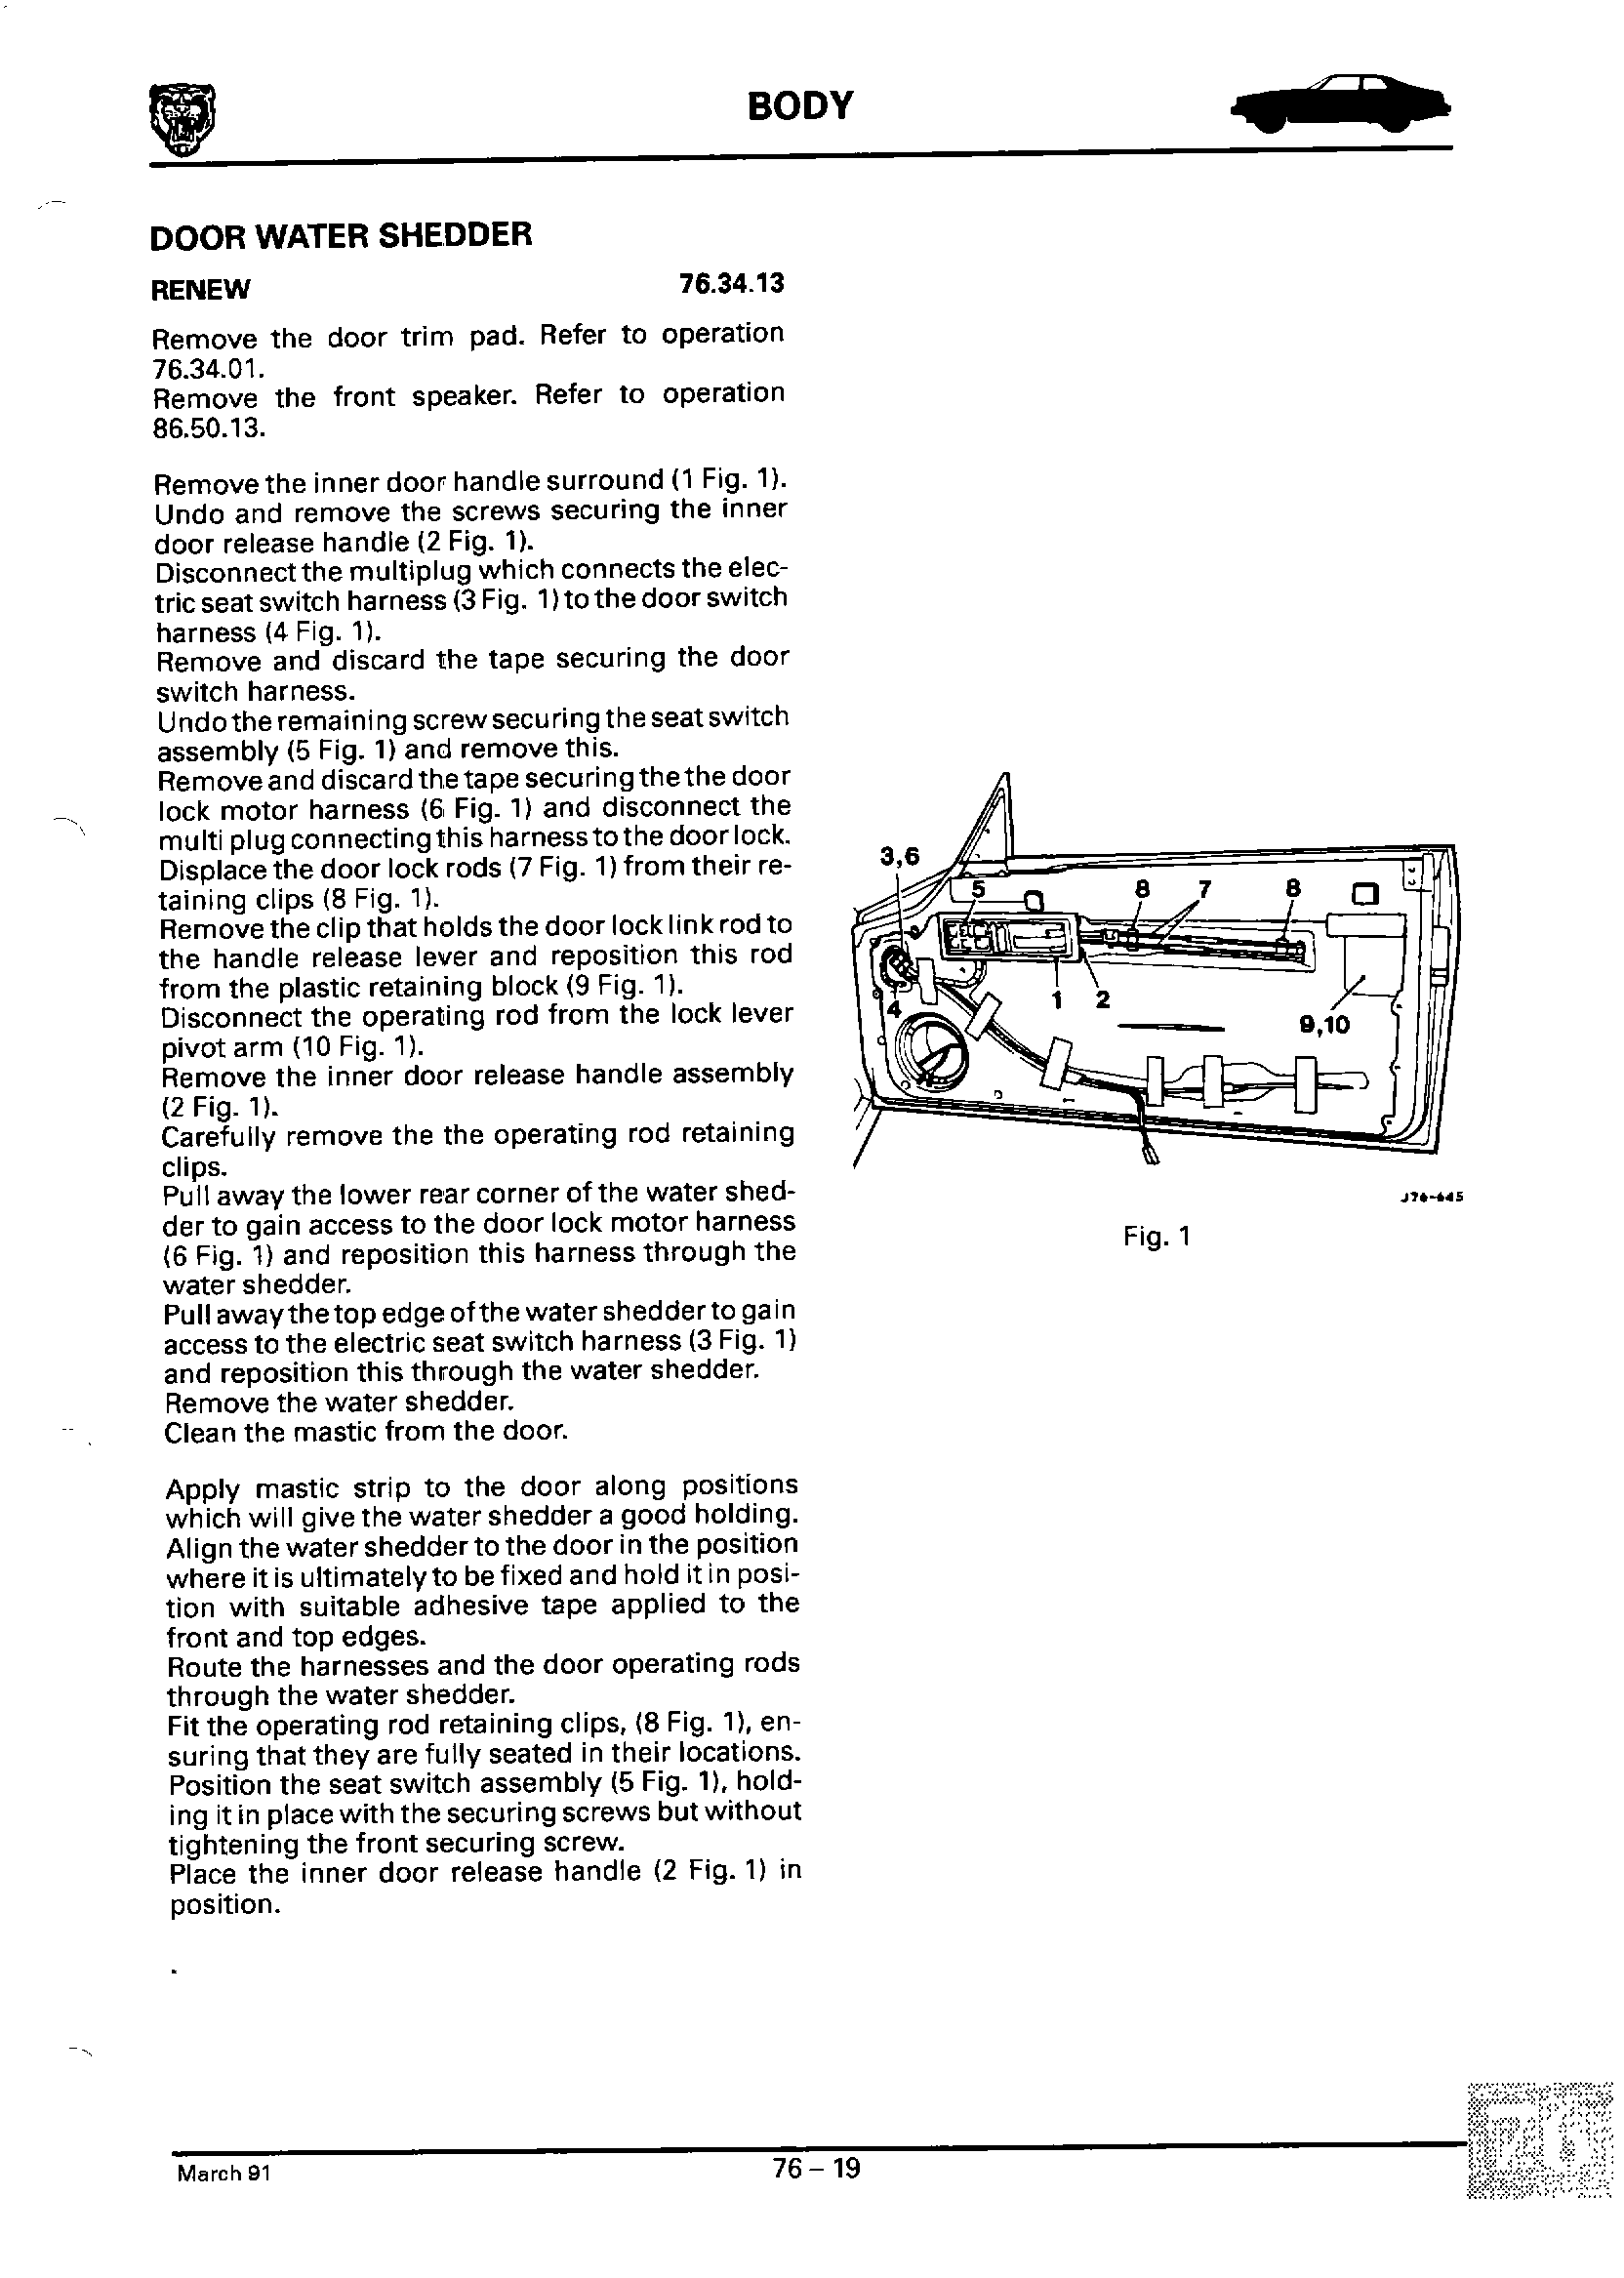 BODY
DOOR WATER SHEDDER
RENEW 76.34.13
Remove the door trim pad. Refer to operation
76.34.01.
Remove the front speaker. Refer to operation
86.50.13.
Remove the inner door handle surround (1 Fig. 1).
Undo and remove the screws securing the inner
door release handle (2 Fig. 1).
Disconnect the multiplug which connects the elec-
tric seat switch harness (3 Fig. 1) to the door switch
harness (4 Fig. 1).
Remove and discard the tape securing the door
switch harness.
Undo the remaining screw securing the seat switch
assembly (5 Fig. 1) and remove this.
Remove and discard the tape securing the the door
lock motor harness (6 Fig. 1) and disconnect the
multi plug connecting this harness to the door lock.
Displace the door lock rods (7 Fig. 1) from their re-
taining clips (8 Fig. 1).
Remove the clip that holds the door lock link rod to
the handle release lever and reposition this rod
from the plastic retaining block (9 Fig. 1).
Disconnect the operating rod from the lock lever
pivot arm (10 Fig. 1).
Remove the inner door release handle assembly
(2 Fig. 1).
Carefully remove the the operating rod retaining
clips.
Pull away the lower rear corner of the water shed-
der to gain access to the door lock motor harness
(6 Fig. 1) and reposition this harness through the
water shedder.
Pull away the top edge of the water shedder to gain
access to the electric seat switch harness (3 Fig. 1)
and reposition this through the water shedder.
Remove the water shedder.
Clean the mastic from the door.
Apply mastic strip to the door along positions
which will give the water shedder a good holding.
Align the water shedder to the door in the position
where it is ultimately to be fixed and hold it in posi-
tion with suitable adhesive tape applied to the
front and top edges.
Route the harnesses and the door operating rods
through the water shedder.
Fit the operating rod retaining clips, (8 Fig. 1), en-
suring that they are fully seated in their locations.
Position the seat switch assembly (5 Fig. 1), hold-
ing it in place with the securing screws but without
tightening the front securing screw.
Place the inner door release handle (2 Fig. 1) in
position.
3,6
5
8
7
8
4
1
2
9,10
J76-645
Fig. 1
March 91
76 – 19
76